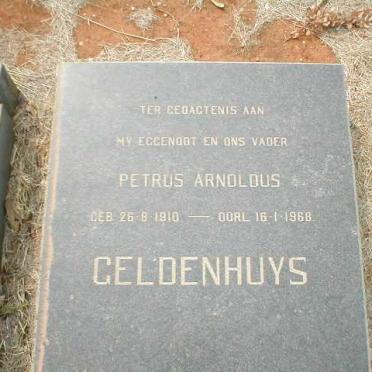 TER GEDAGTENIS AAN
MY EGGENOOT EN ONS VADER
PETRUS ARNOLDUS
GEB. 26-8-1910 — OORL. 16-1-1968
GELDENHUYS